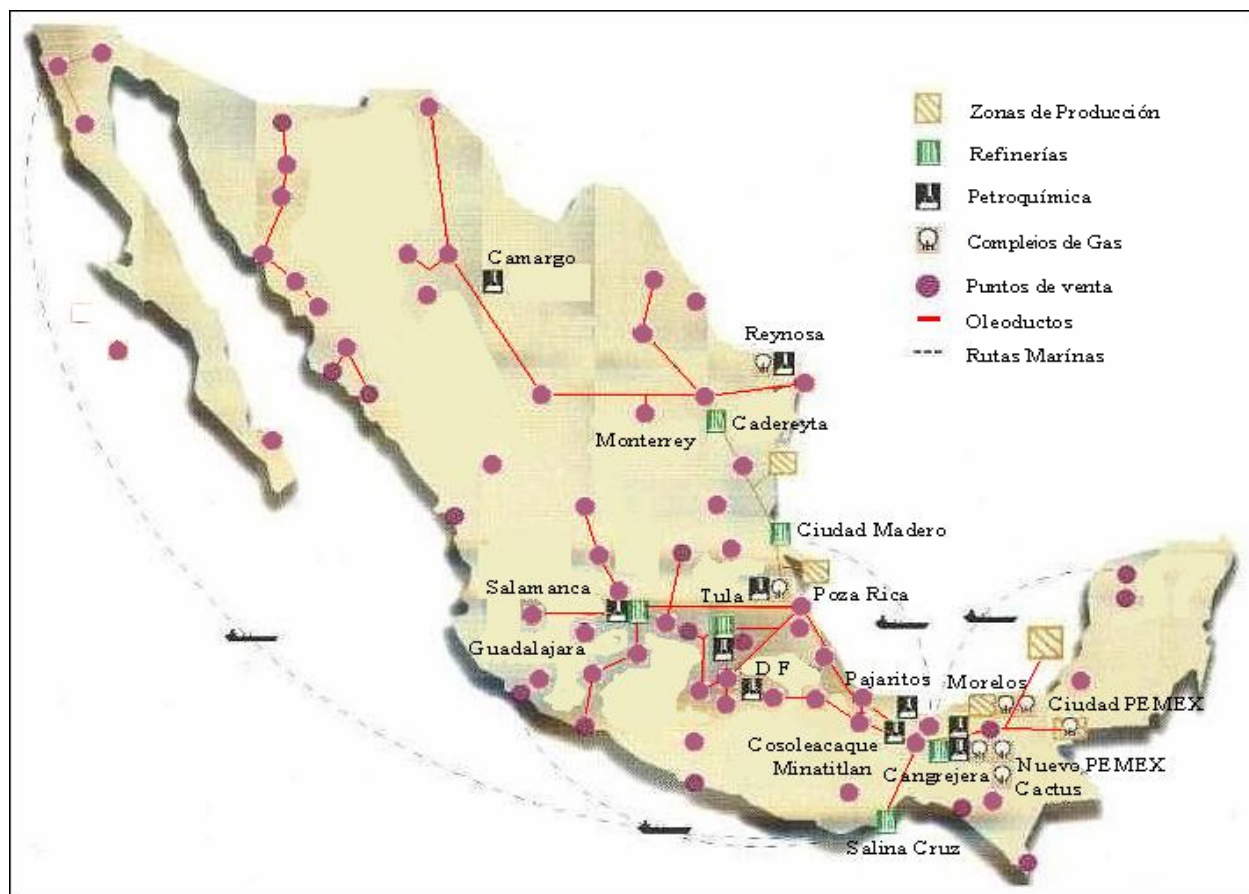 Zonas de Producción
Refinerías
Petroquímica
Compleios de Gas
Puntos de venta
Oleoductos
Rutas Marínas
Camargo
Reynosa
Cadereyta
Monterrey
Ciudad Madero
Salamanca
Tula
Poza Rica
Guadalajara
D F
Pajaritos
Morelos
Ciudad PEMEX
Cosoleacaque
Minatitlan
Cangrejera
Nuevo PEMEX
Cactus
Salina Cruz